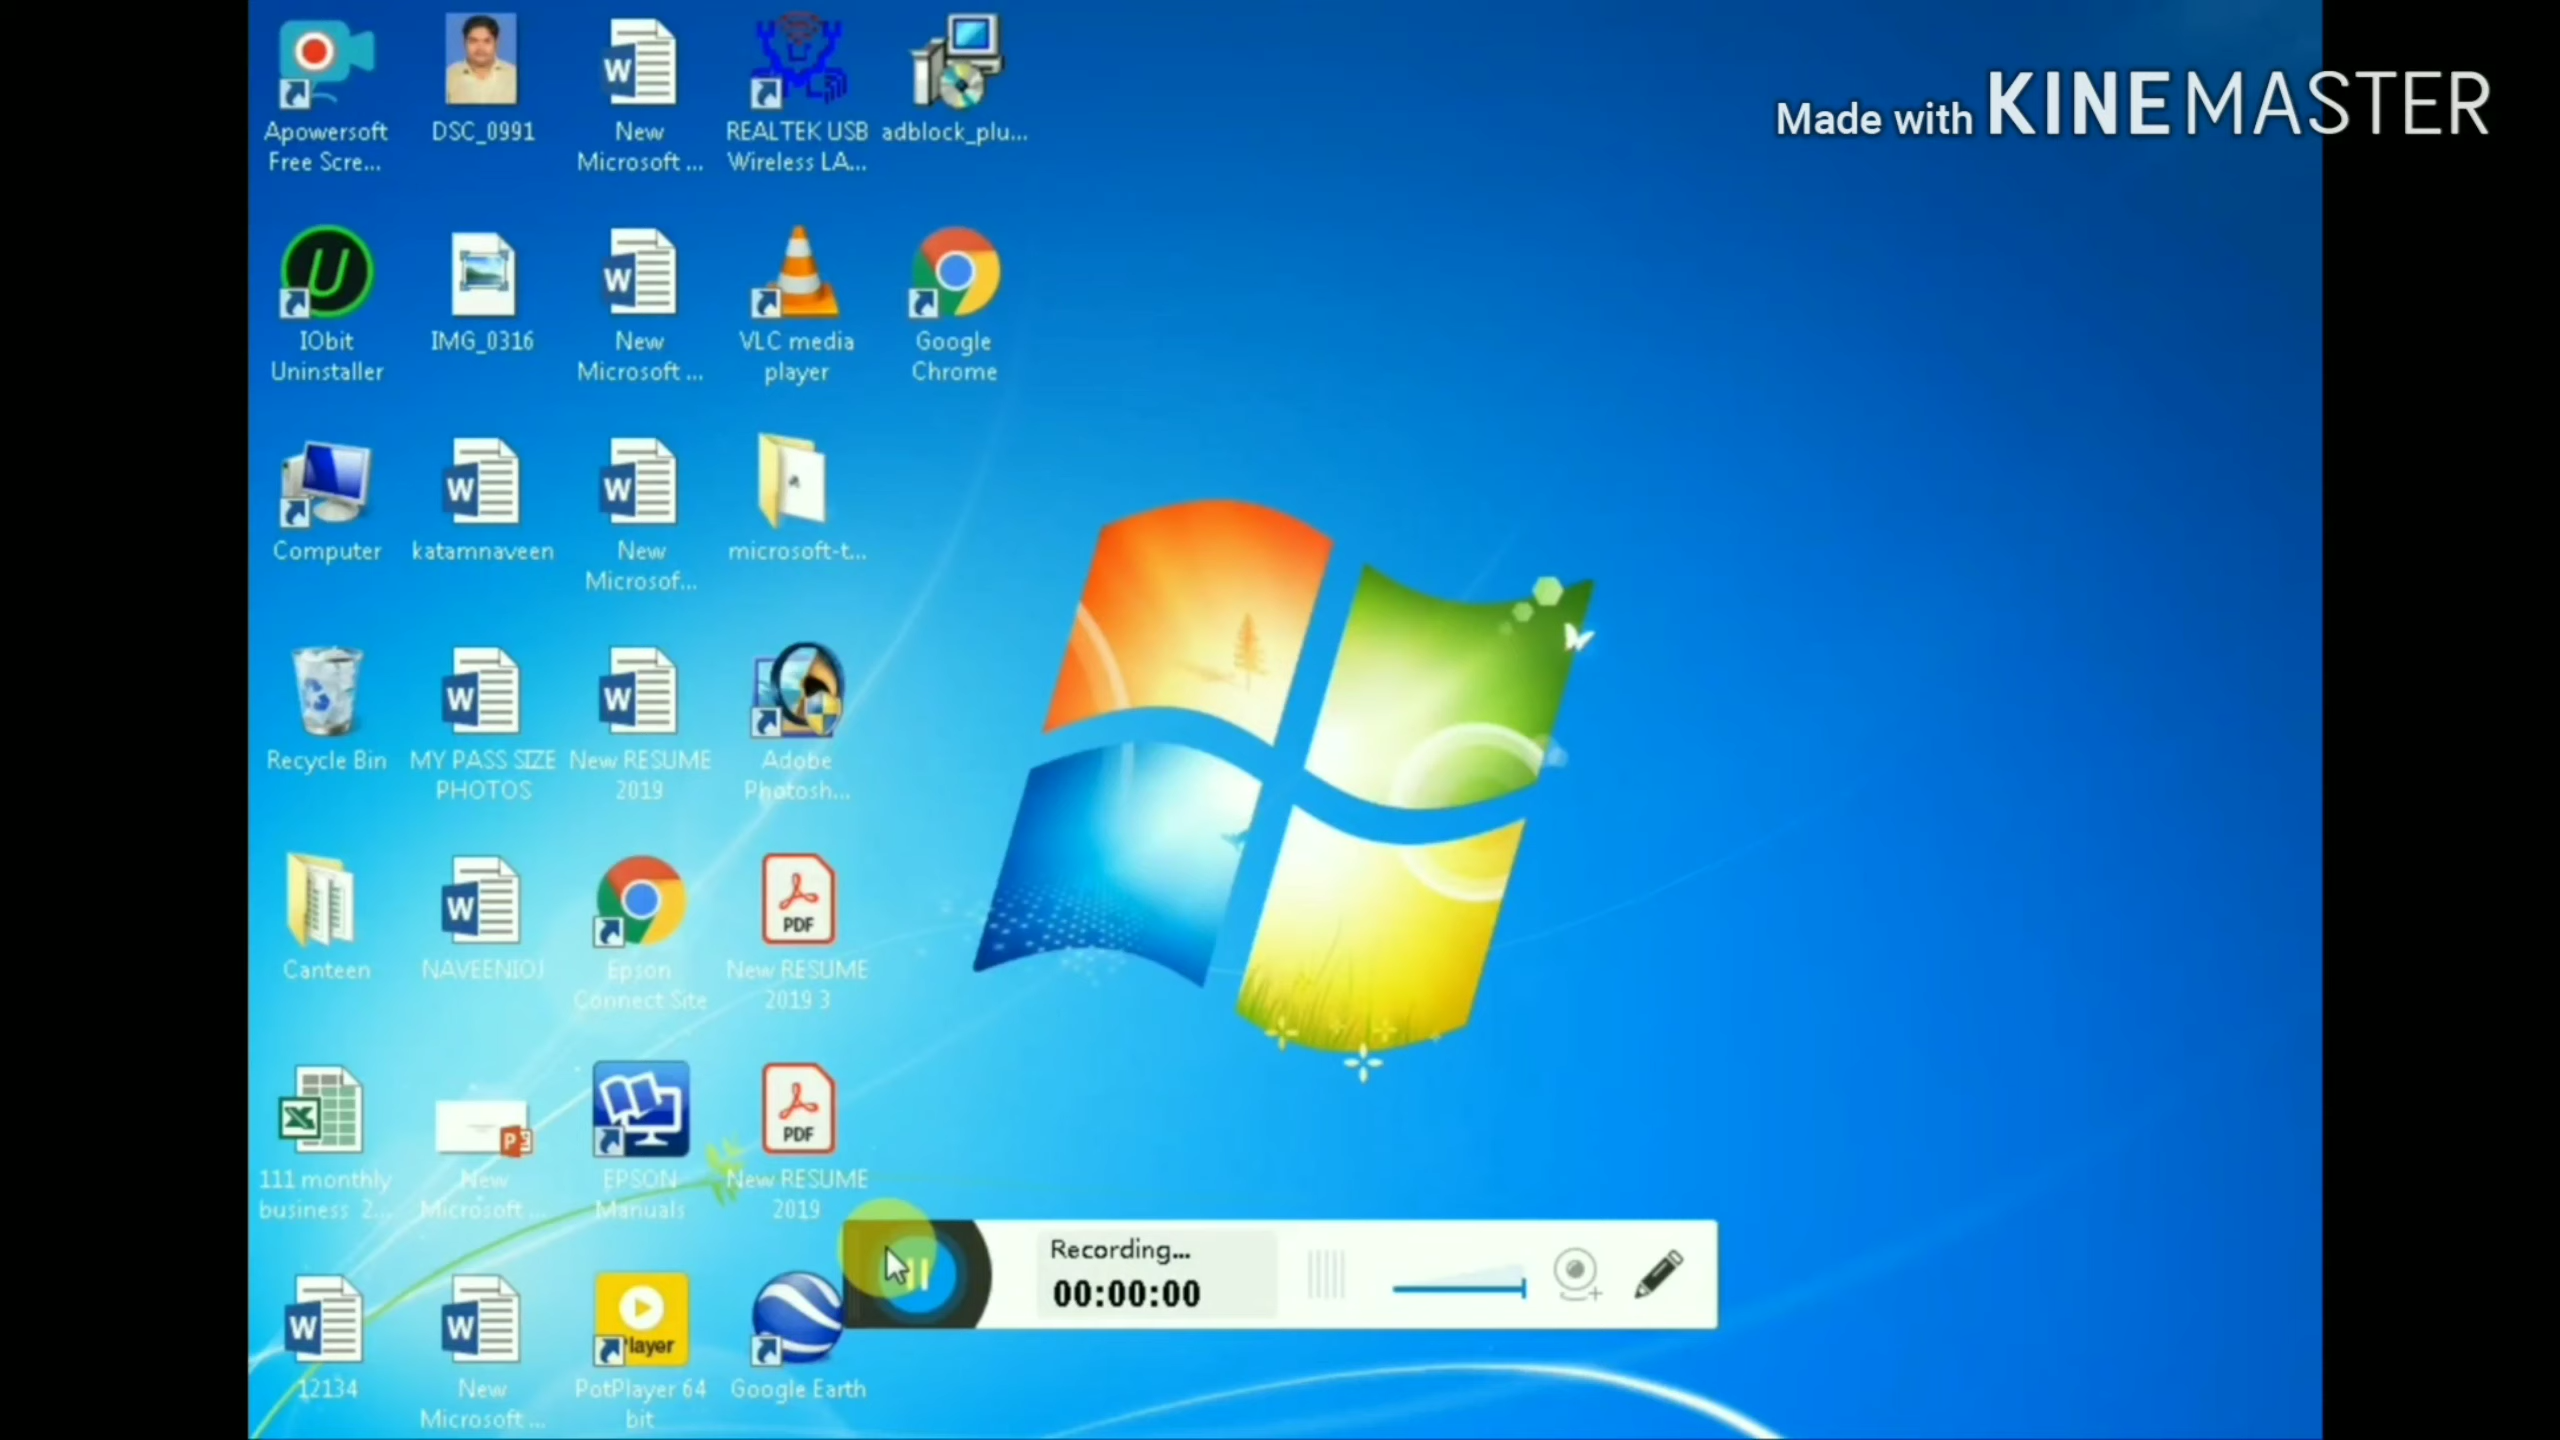 Made with KINEMASTER
Apowersoft
Free Scre...
DSC_0991
New
Microsoft ...
REALTEK USB
Wireless LA...
adblock_plu...
IObit
Uninstaller
IMG_0316
New
Microsoft ...
VLC media
player
Google
Chrome
Computer
katamnaveen
New
Microsof...
microsoft-t...
Recycle Bin
MY PASS SIZE
PHOTOS
New RESUME
2019
Adobe
Photosh...
Canteen
NAVEENIOJ
Epson
Connect Site
PDF
New RESUME
2019 3
111 monthly
business 2...
New
Microsoft ...
EPSON
Manuals
PDF
New RESUME
2019
Recording...
00:00:00
12134
New
Microsoft ...
Player
PotPlayer 64
bit
Google Earth